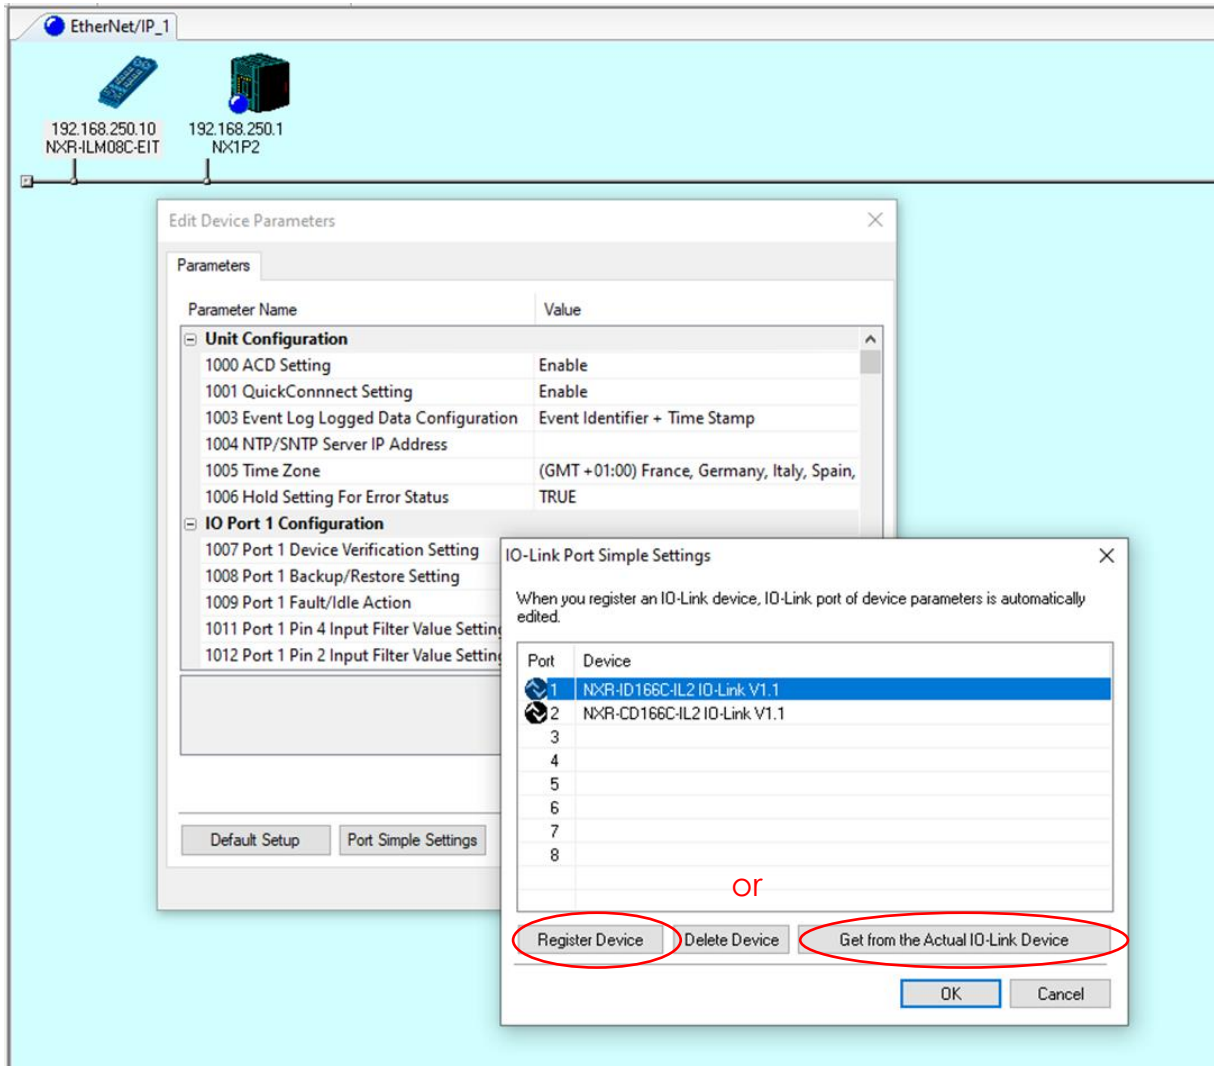 EtherNet/IP_1
192.168.250.10 192.168.250.1
NXR-ILM08C-EIT NX1P2
Edit Device Parameters
Parameters
Parameter Name Value
Unit Configuration
1000 ACD Setting Enable
1001 QuickConnnect Setting Enable
1003 Event Log Logged Data Configuration Event Identifier + Time Stamp
1004 NTP/SNTP Server IP Address
1005 Time Zone (GMT +01:00) France, Germany, Italy, Spain,
1006 Hold Setting For Error Status TRUE
IO Port 1 Configuration
1007 Port 1 Device Verification Setting
1008 Port 1 Backup/Restore Setting
1009 Port 1 Fault/Idle Action
1011 Port 1 Pin 4 Input Filter Value Setting
1012 Port 1 Pin 2 Input Filter Value Setting
Default Setup Port Simple Settings
IO-Link Port Simple Settings
When you register an IO-Link device, IO-Link port of device parameters is automatically
edited.
Port Device
1 NXR-ID166C-IL2 IO-Link V1.1
2 NXR-CD166C-IL2 IO-Link V1.1
3
4
5
6
7
8
or
Register Device Delete Device Get from the Actual IO-Link Device
OK Cancel